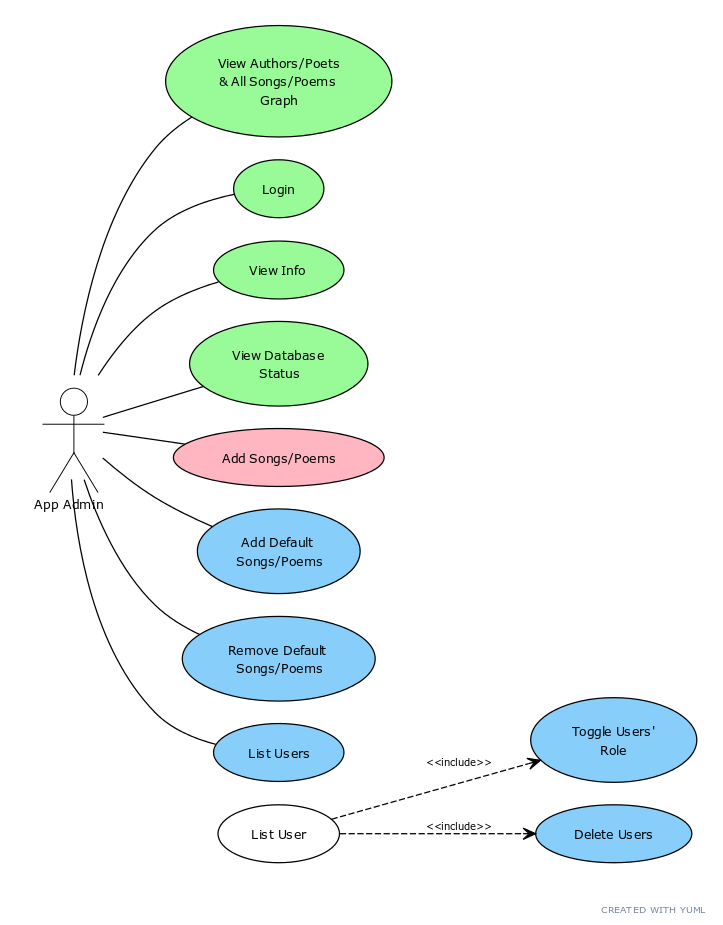 View Authors/Poets
& All Songs/Poems
Graph
Login
View Info
View Database
Status
Add Songs/Poems
App Admin
Add Default
Songs/Poems
Remove Default
Songs/Poems
List Users
Toggle Users'
Role
<<include>>
List User
<<include>>
Delete Users
CREATED WITH YUML